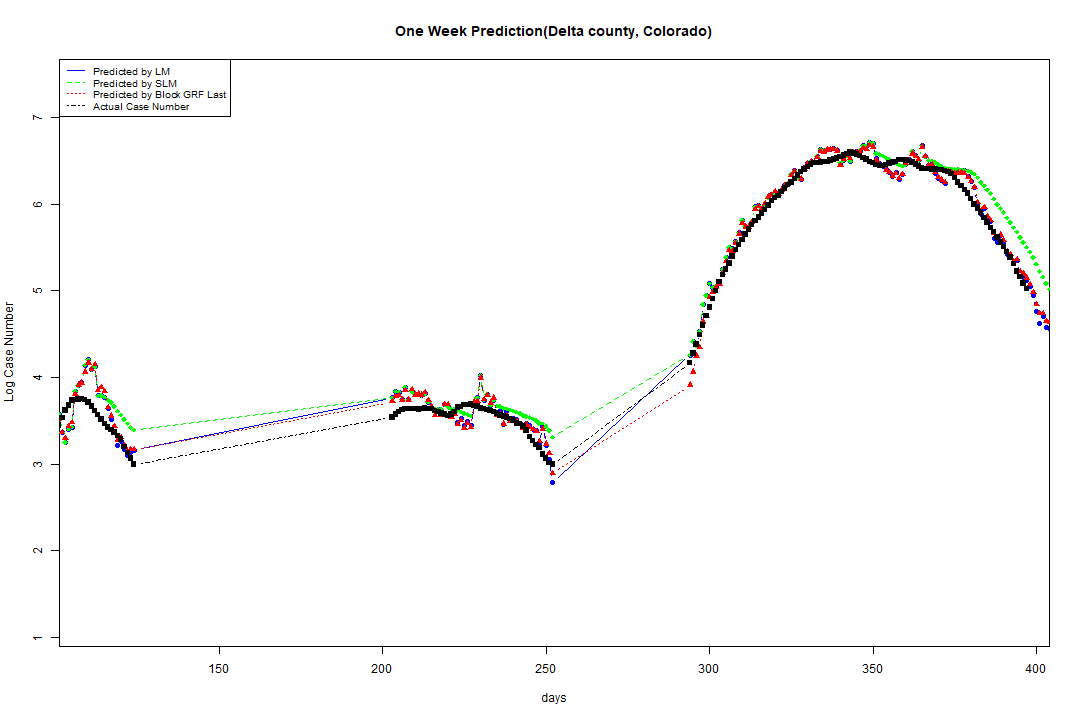 One Week Prediction(Delta county, Colorado)
Predicted by LM
Predicted by SLM
Predicted by Block GRF Last
Actual Case Number
7
6
5
4
3
2
1
Log Case Number
150
200
250
300
350
400
days